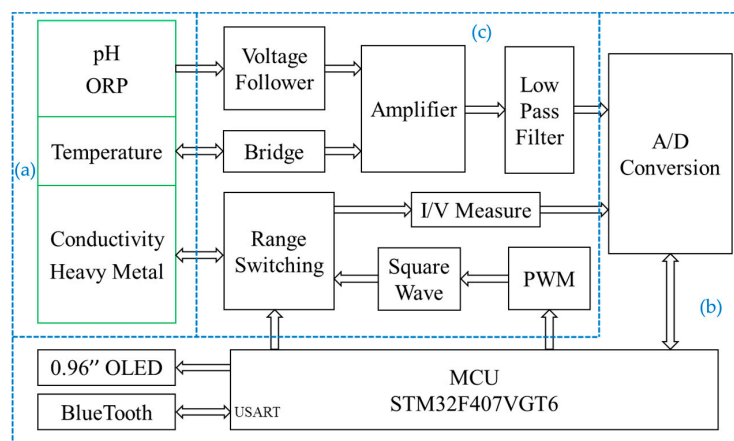 (a)
pH
ORP
Temperature
Conductivity
Heavy Metal
(c)
Voltage
Follower
Bridge
Amplifier
Low
Pass
Filter
Range
Switching
I/V Measure
Square
Wave
PWM
A/D
Conversion
(b)
0.96′′ OLED
BlueTooth
USART
MCU
STM32F407VGT6